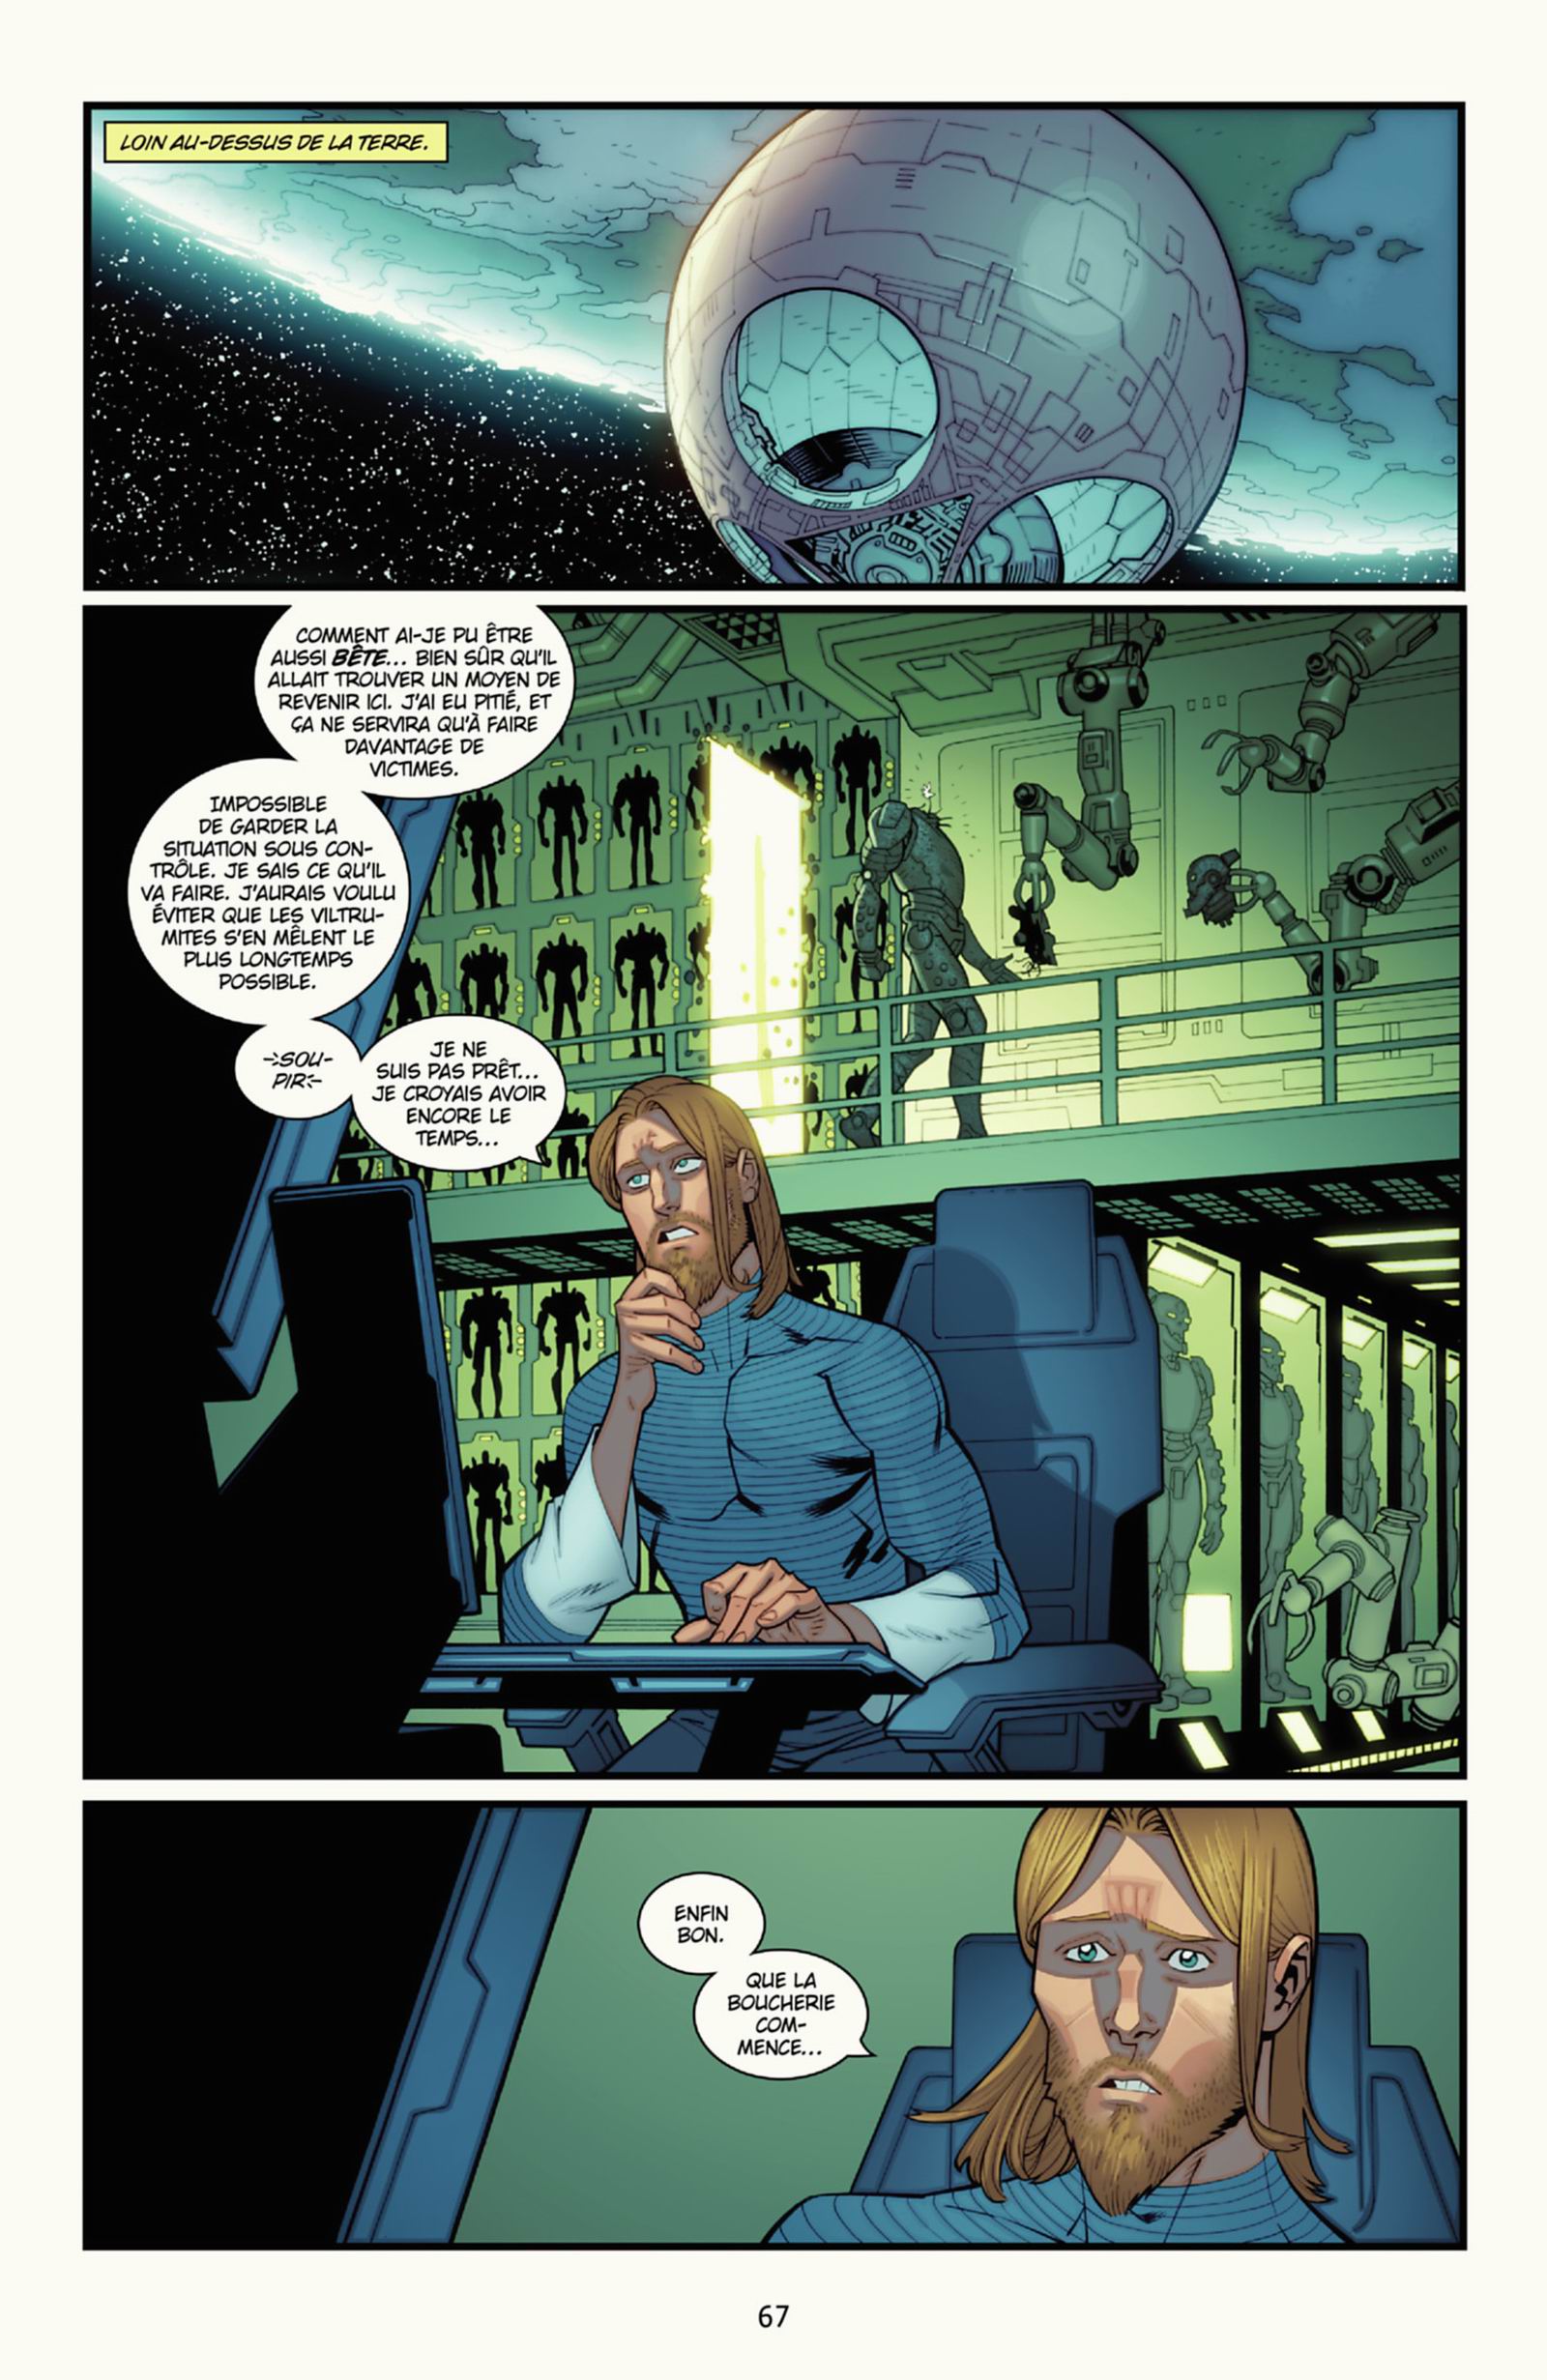 LOIN AU-DESSUS DE LA TERRE.
COMMENT AI-JE PU ÊTRE
AUSSI BÊTE... BIEN SÛR QU'IL
ALLAIT TROUVER UN MOYEN DE
REVENIR ICI. J'AI EU PITIÉ, ET
ÇA NE SERVIRA QU'À FAIRE
DAVANTAGE DE
VICTIMES.
IMPOSSIBLE
DE GARDER LA
SITUATION SOUS CON-
TRÔLE. JE SAIS CE QU'IL
VA FAIRE. J'AURAIS VOULU
ÉVITER QUE LES VILTRU-
MITES S'EN MÊLENT LE
PLUS LONGTEMPS
POSSIBLE.
-SOU-
PIR-
JE NE
SUIS PAS PRÊT...
JE CROYAIS AVOIR
ENCORE LE
TEMPS...
ENFIN
BON.
QUE LA
BOUCHERIE
COM-
MENCE...
67